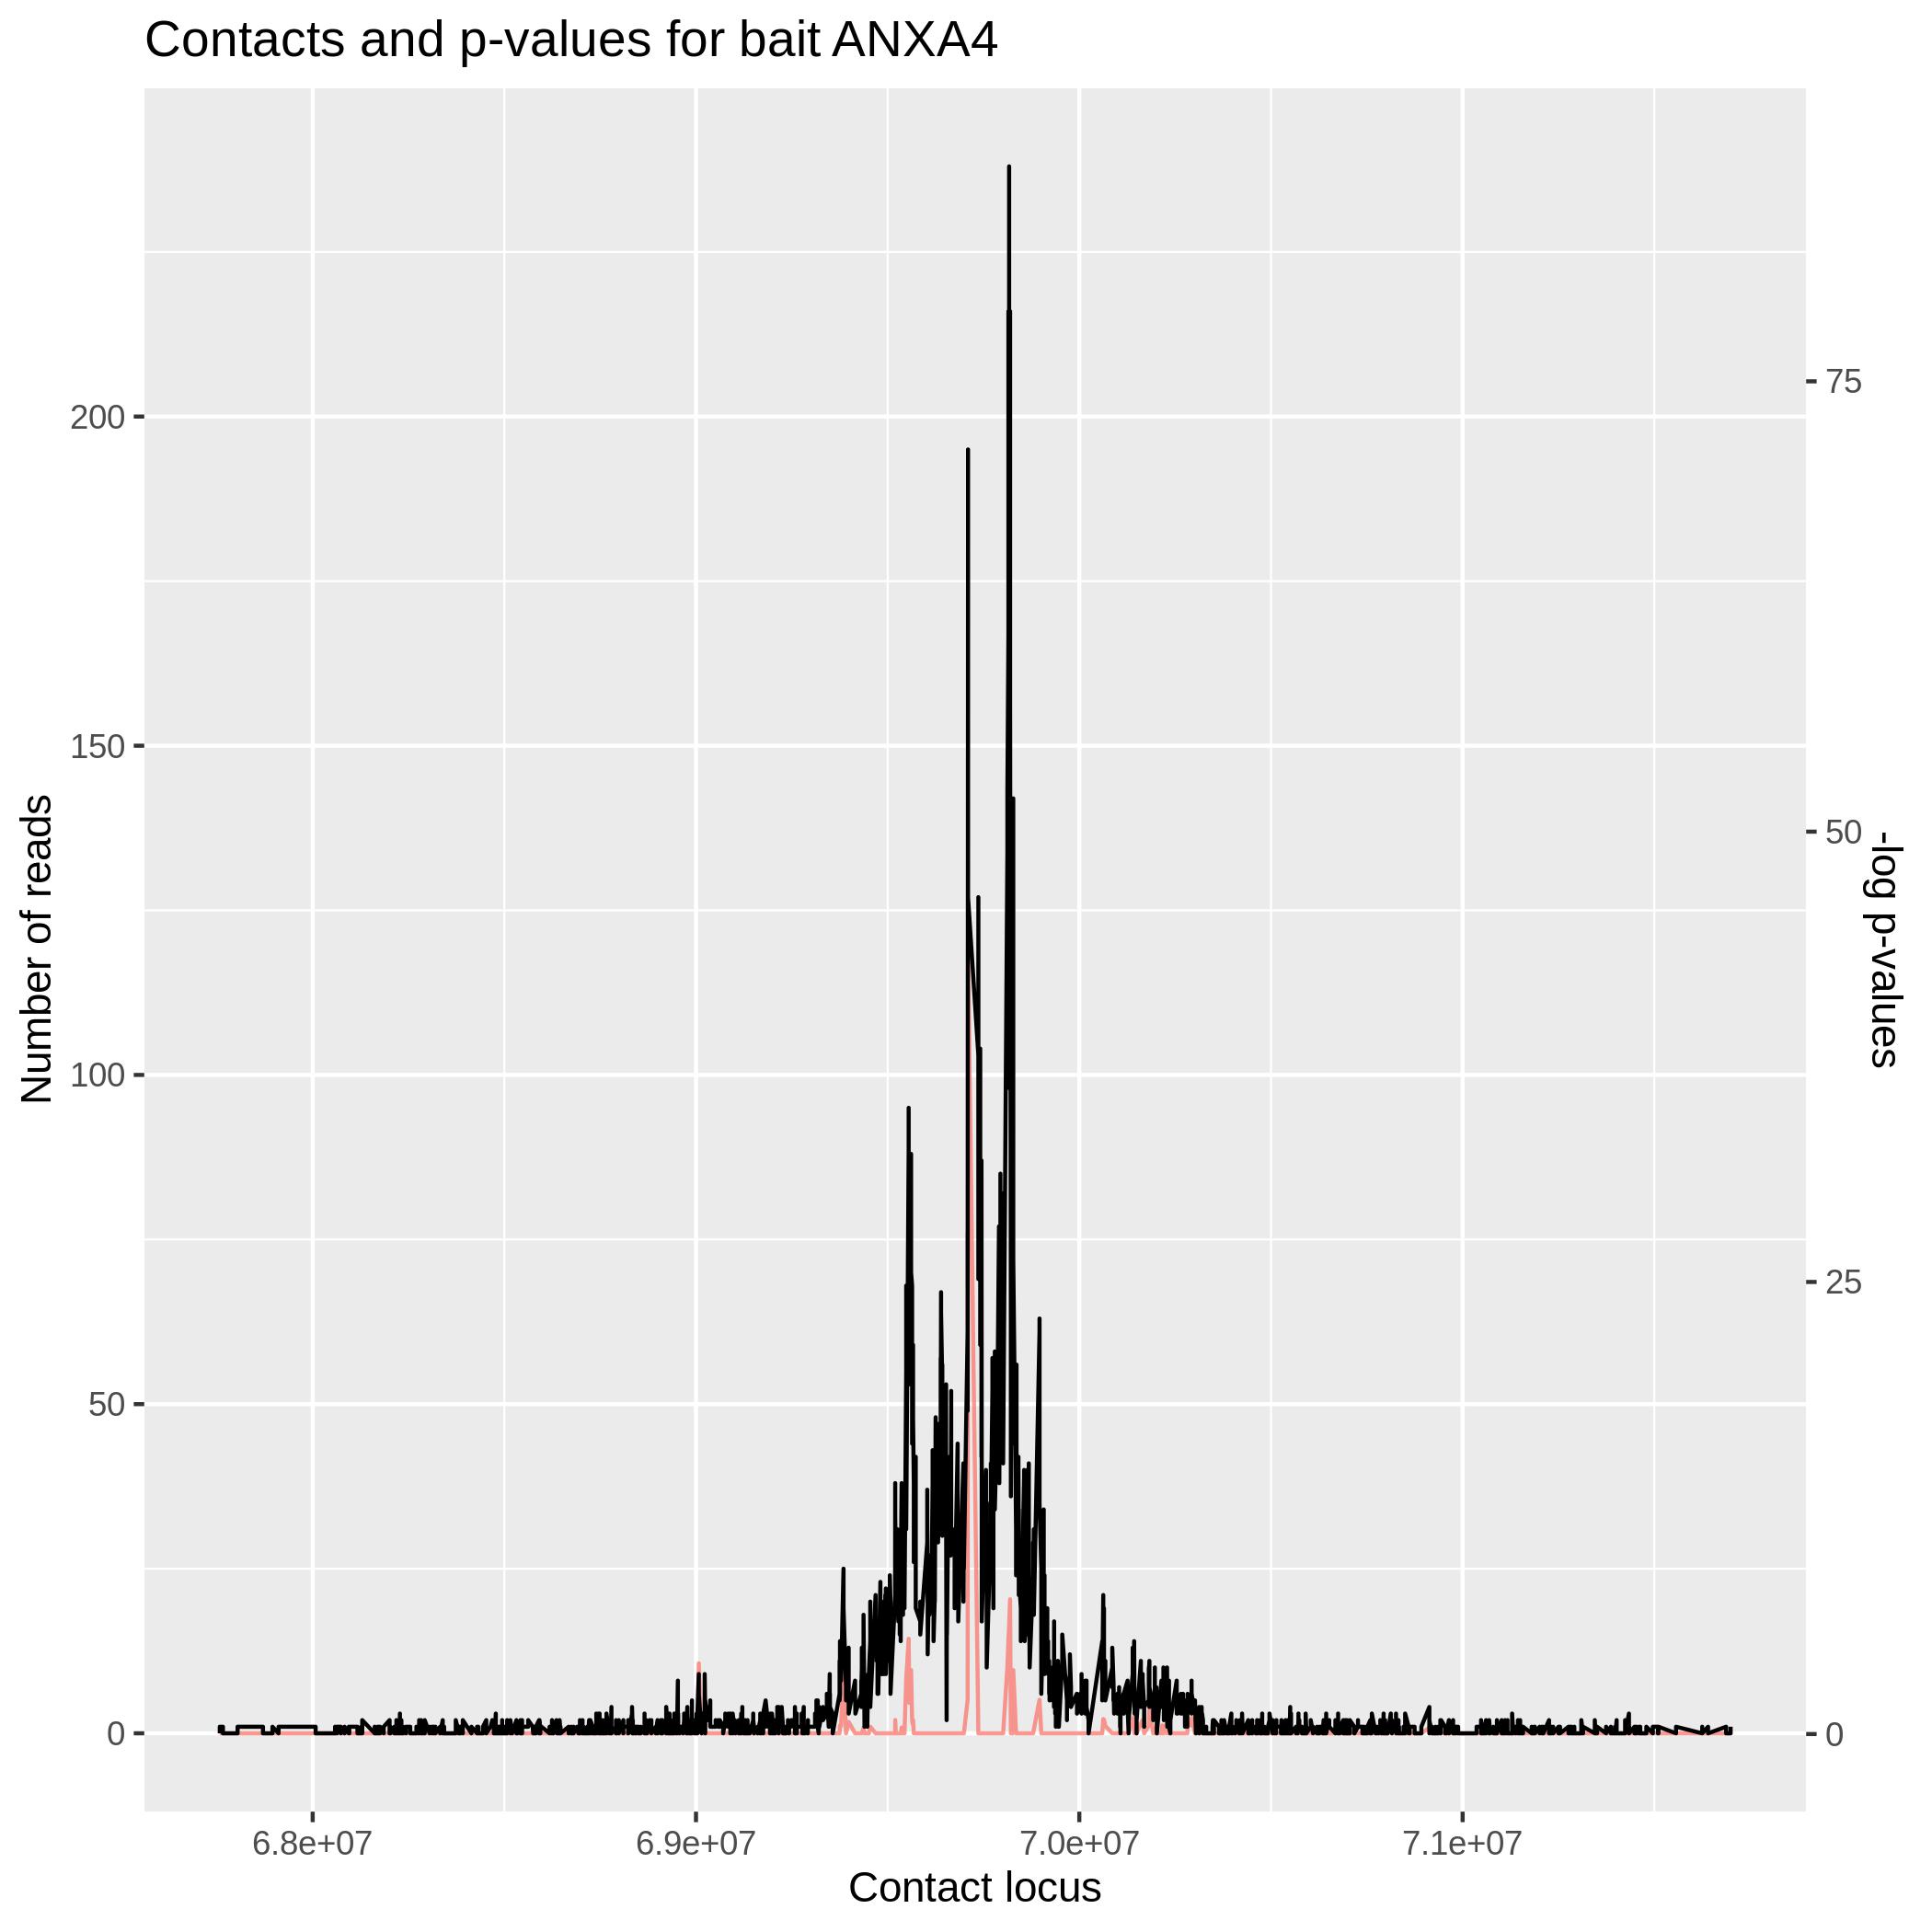 Contacts and p-values for bait ANXA4
Number of reads
200
150
100
50
0
75
50
25
0
-log p-values
6.8e+07
6.9e+07
7.0e+07
7.1e+07
Contact locus